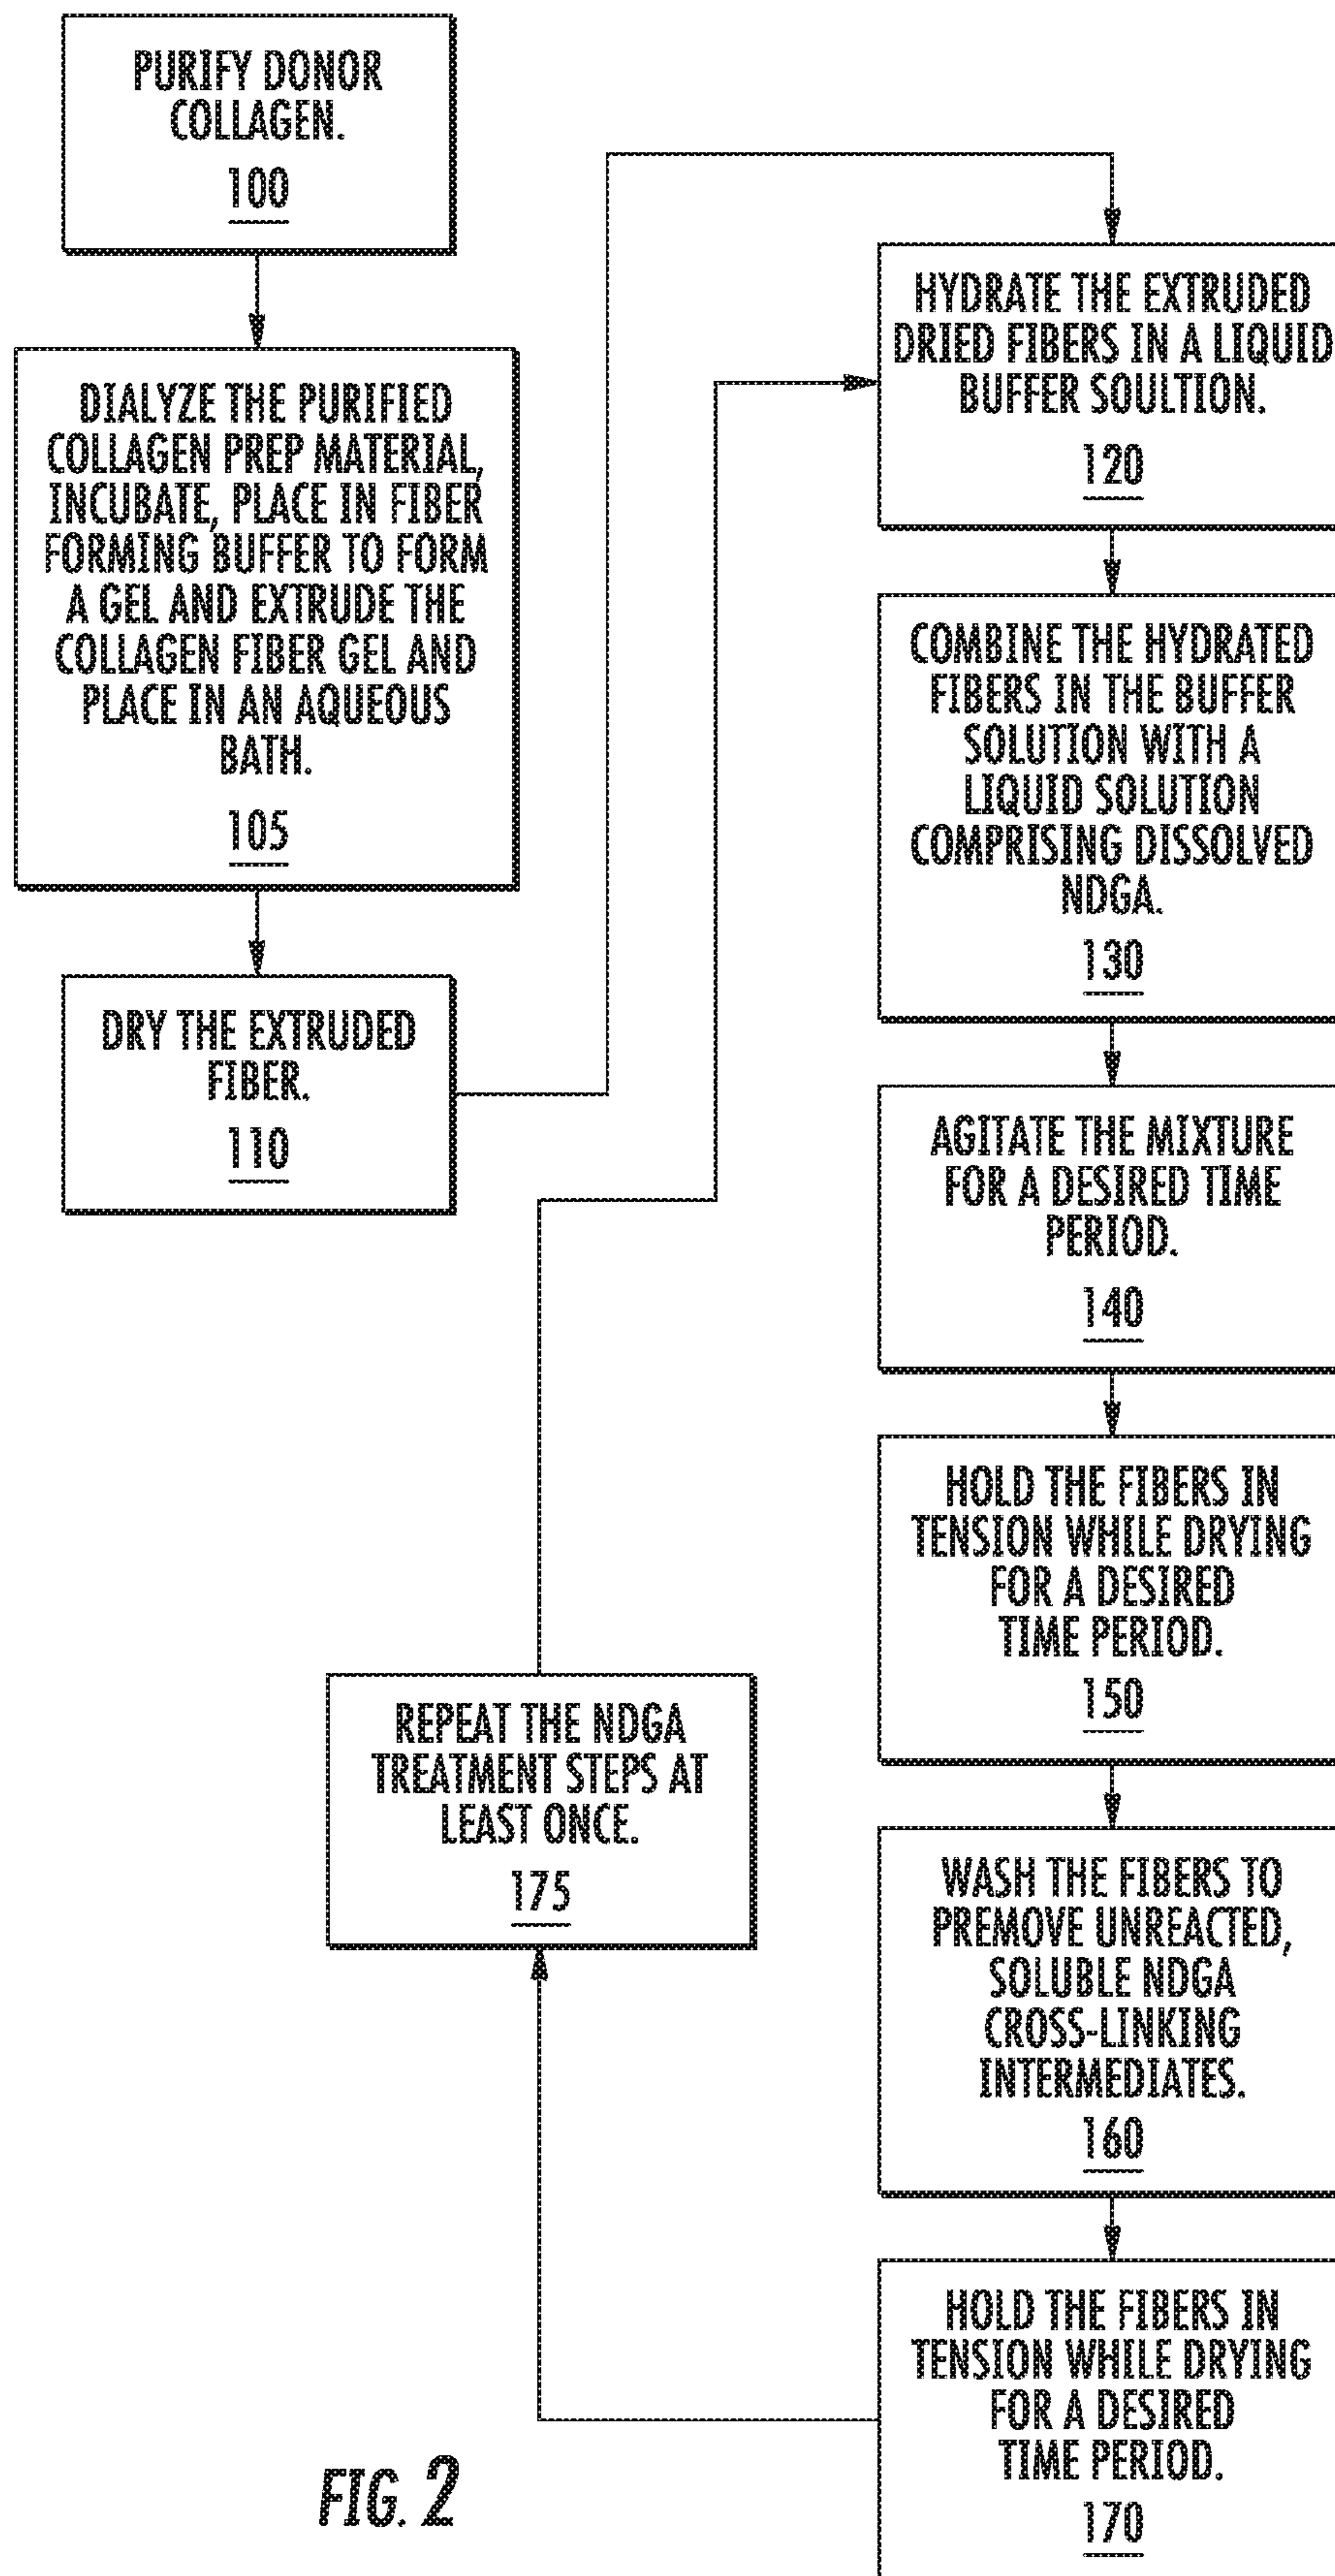 PURIFY DONOR
COLLAGEN.
100
DIALYZE THE PURIFIED
COLLAGEN PREP MATERIAL,
INCUBATE, PLACE IN FIBER
FORMING BUFFER TO FORM
A GEL AND EXTRUDE THE
COLLAGEN FIBER GEL AND
PLACE IN AN AQUEOUS
BATH.
105
DRY THE EXTRUDED
FIBER.
110
HYDRATE THE EXTRUDED
DRIED FIBERS IN A LIQUID
BUFFER SOULTION.
120
COMBINE THE HYDRATED
FIBERS IN THE BUFFER
SOLUTION WITH A
LIQUID SOLUTION
COMPRISING DISSOLVED
NDGA.
130
AGITATE THE MIXTURE
FOR A DESIRED TIME
PERIOD.
140
HOLD THE FIBERS IN
TENSION WHILE DRYING
FOR A DESIRED
TIME PERIOD.
150
WASH THE FIBERS TO
PREMOVE UNREACTED,
SOLUBLE NDGA
CROSS-LINKING
INTERMEDIATES.
160
HOLD THE FIBERS IN
TENSION WHILE DRYING
FOR A DESIRED
TIME PERIOD.
170
REPEAT THE NDGA
TREATMENT STEPS AT
LEAST ONCE.
175
FIG. 2